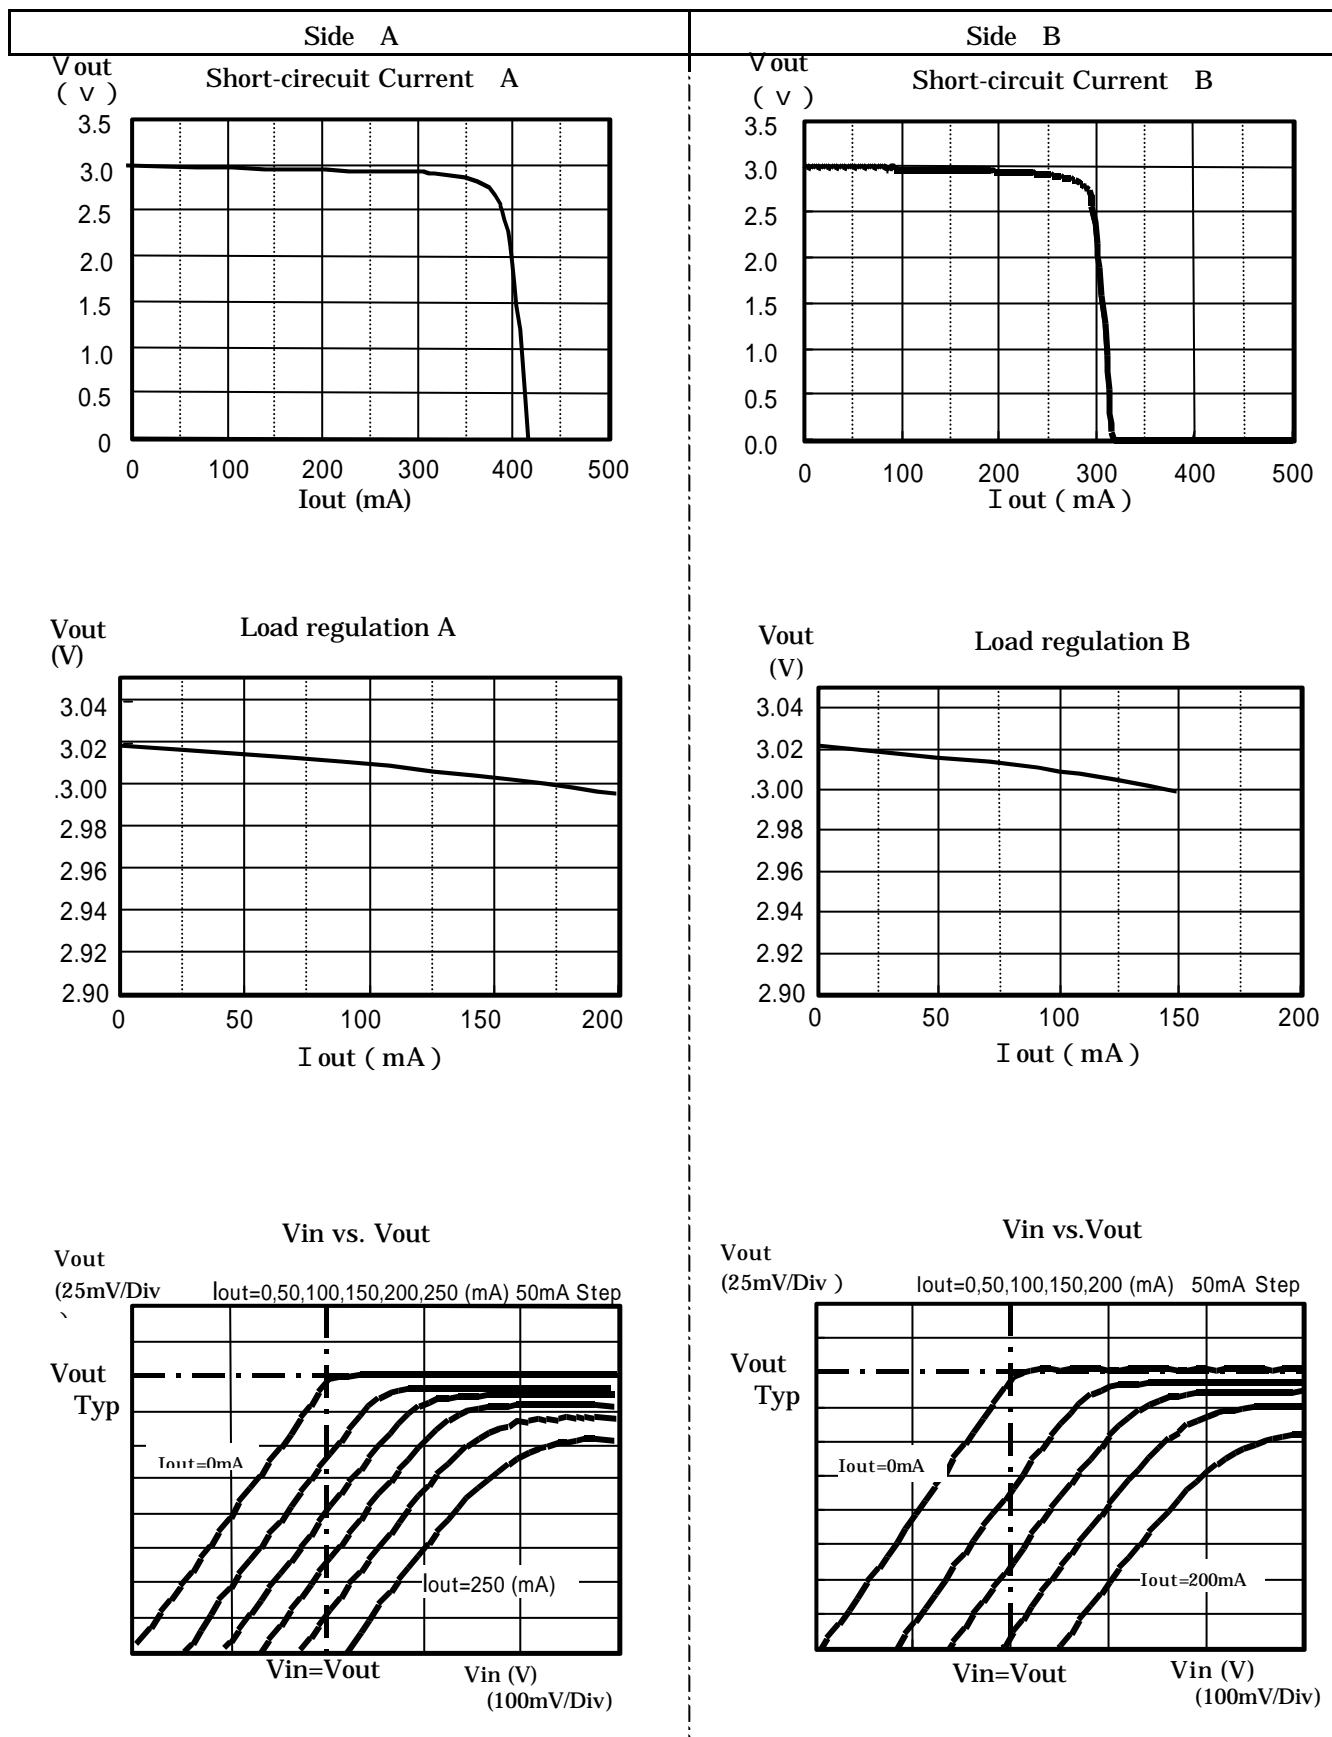 Side A
Side B
Vout
( V )
Short-cirecuit Current A
3.5
3.0
2.5
2.0
1.5
1.0
0.5
0
0 100 200 300 400 500
Iout (mA)
Vout
( V )
Short-circuit Current B
3.5
3.0
2.5
2.0
1.5
1.0
0.5
0.0
0 100 200 300 400 500
I out ( mA )
Vout
(V)
Load regulation A
3.04
3.02
.3.00
2.98
2.96
2.94
2.92
2.90
0 50 100 150 200
I out ( mA )
Vout
(V)
Load regulation B
3.04
3.02
.3.00
2.98
2.96
2.94
2.92
2.90
0 50 100 150 200
I out ( mA )
Vin vs. Vout
Vout
(25mV/Div
)
Iout=0,50,100,150,200,250 (mA) 50mA Step
Vout
Typ
Iout=0mA
Iout=250 (mA)
Vin=Vout
Vin (V)
(100mV/Div)
Vin vs.Vout
Vout
(25mV/Div )
Iout=0,50,100,150,200 (mA) 50mA Step
Vout
Typ
Iout=0mA
Iout=200mA
Vin=Vout
Vin (V)
(100mV/Div)